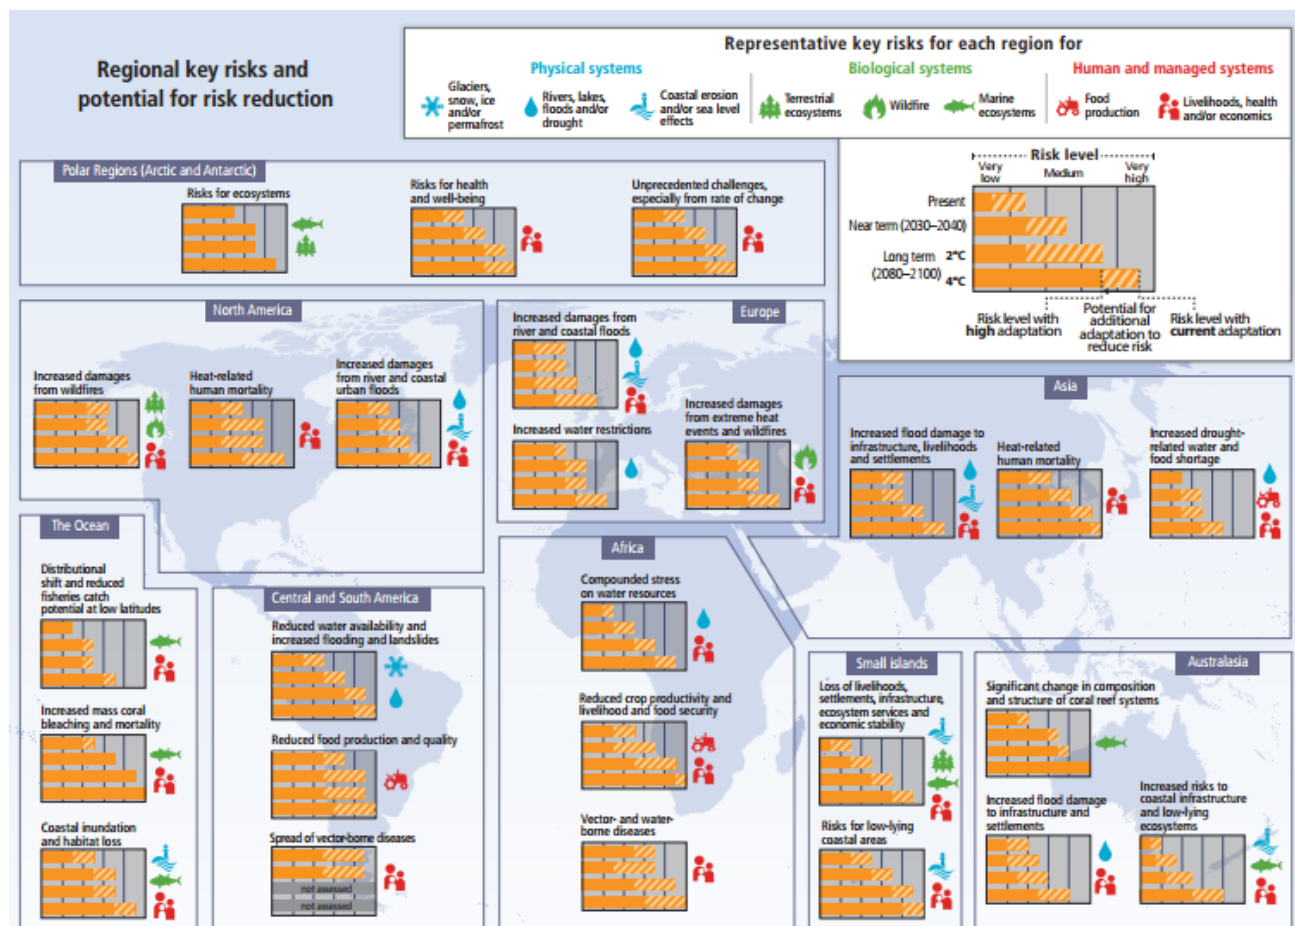 Regional key risks and
potential for risk reduction
Representative key risks for each region for
Physical systems
Glaciers,
snow, ice
and/or
permafrost
Rivers, lakes,
floods and/or
drought
Coastal erosion
and/or sea level
effects
Biological systems
Terrestrial
ecosystems
Wildfire
Marine
ecosystems
Human and managed systems
Food
production
Livelihoods, health
and/or economics
Risk level
Very
low
Medium
Very
high
Present
Near term (2030–2040)
Long term
(2080–2100)
2°C
4°C
Risk level with
high adaptation
Potential for
additional
adaptation to
reduce risk
Risk level with
current adaptation
Polar Regions (Arctic and Antarctic)
Risks for ecosystems
Risks for health
and well-being
Unprecedented challenges,
especially from rate of change
North America
Increased damages
from wildfires
Heat-related
human mortality
Increased damages
from river and coastal
urban floods
Europe
Increased damages from
river and coastal floods
Increased water restrictions
Increased damages
from extreme heat
events and wildfires
Asia
Increased flood damage to
infrastructure, livelihoods
and settlements
Heat-related
human mortality
Increased drought-
related water and
food shortage
The Ocean
Distributional
shift and reduced
fisheries catch
potential at low latitudes
Increased mass coral
bleaching and mortality
Coastal inundation
and habitat loss
Central and South America
Reduced water availability and
increased flooding and landslides
Reduced food production and quality
Spread of vector-borne diseases
not assessed
not assessed
Africa
Compounded stress
on water resources
Reduced crop productivity and
livelihood and food security
Vector- and water-
borne diseases
Small islands
Loss of livelihoods,
settlements, infrastructure,
ecosystem services and
economic stability
Risks for low-lying
coastal areas
Australasia
Significant change in composition
and structure of coral reef systems
Increased flood damage
to infrastructure and
settlements
Increased risks to
coastal infrastructure
and low-lying
ecosystems